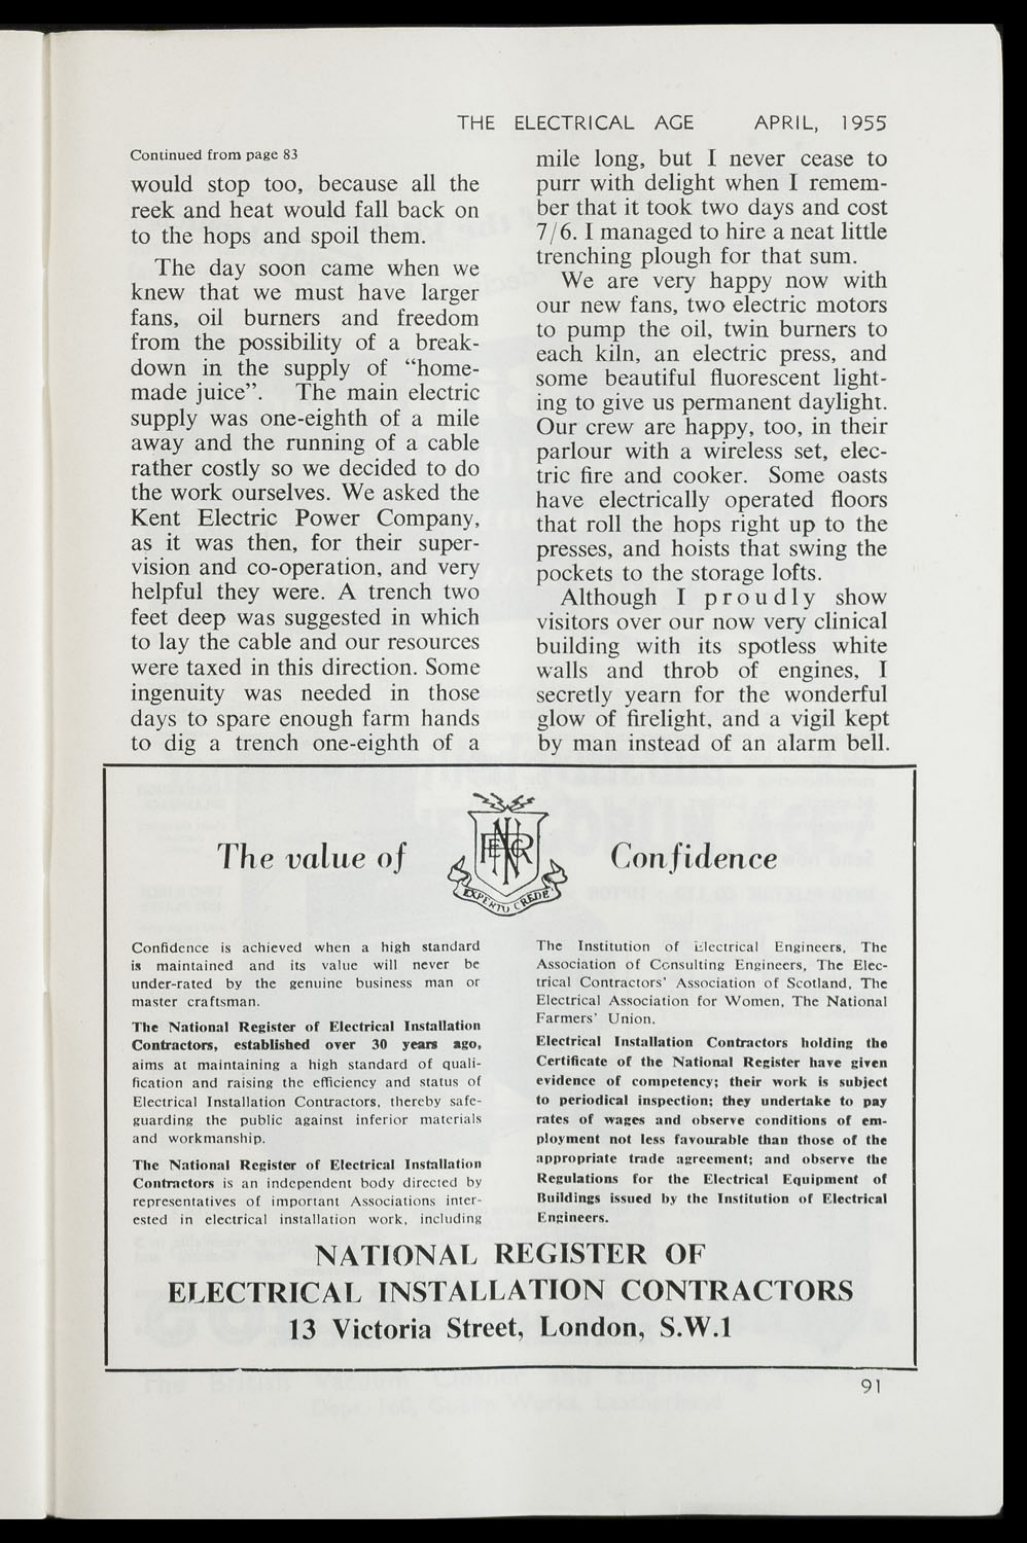 THE ELECTRICAL AGE APRIL, 1955
Continued from page 83
would stop too, because all the
reek and heat would fall back on
to the hops and spoil them.
The day soon came when we
knew that we must have larger
fans, oil burners and freedom
from the possibility of a break-
down in the supply of “home-
made juice”. The main electric
supply was one-eighth of a mile
away and the running of a cable
rather costly so we decided to do
the work ourselves. We asked the
Kent Electric Power Company,
as it was then, for their super-
vision and co-operation, and very
helpful they were. A trench two
feet deep was suggested in which
to lay the cable and our resources
were taxed in this direction. Some
ingenuity was needed in those
days to spare enough farm hands
to dig a trench one-eighth of a
mile long, but I never cease to
purr with delight when I remem-
ber that it took two days and cost
7/6. I managed to hire a neat little
trenching plough for that sum.
We are very happy now with
our new fans, two electric motors
to pump the oil, twin burners to
each kiln, an electric press, and
some beautiful fluorescent light-
ing to give us permanent daylight.
Our crew are happy, too, in their
parlour with a wireless set, elec-
tric fire and cooker. Some oasts
have electrically operated floors
that roll the hops right up to the
presses, and hoists that swing the
pockets to the storage lofts.
Although I proudly show
visitors over our now very clinical
building with its spotless white
walls and throb of engines, I
secretly yearn for the wonderful
glow of firelight, and a vigil kept
by man instead of an alarm bell.
The value of Confidence
EXPERTO CREDE
Confidence is achieved when a high standard
is maintained and its value will never be
under-rated by the genuine business man or
master craftsman.
The National Register of Electrical Installation
Contractors, established over 30 years ago,
aims at maintaining a high standard of quali-
fication and raising the efficiency and status of
Electrical Installation Contractors, thereby safe-
guarding the public against inferior materials
and workmanship.
The National Register of Electrical Installation
Contractors is an independent body directed by
representatives of important Associations inter-
ested in electrical installation work, including
The Institution of Electrical Engineers, The
Association of Consulting Engineers, The Elec-
trical Contractors' Association of Scotland, The
Electrical Association for Women, The National
Farmers' Union.
Electrical Installation Contractors holding the
Certificate of the National Register have given
evidence of competency; their work is subject
to periodical inspection; they undertake to pay
rates of wages and observe conditions of em-
ployment not less favourable than those of the
appropriate trade agreement; and observe the
Regulations for the Electrical Equipment of
Buildings issued by the Institution of Electrical
Engineers.
NATIONAL REGISTER OF
ELECTRICAL INSTALLATION CONTRACTORS
13 Victoria Street, London, S.W.1
91